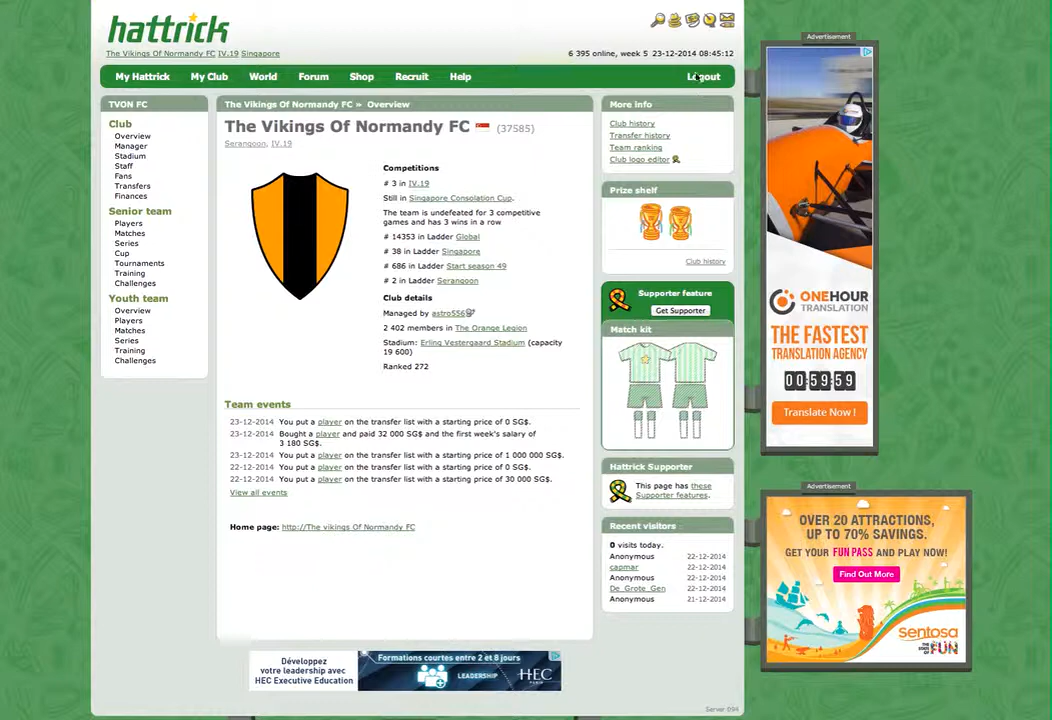 hattrick
The Vikings Of Normandy FC IV.19 Singapore
6 395 online, week 5 23-12-2014 08:45:12
My Hattrick My Club World Forum Shop Recruit Help Logout
TVON FC
Club
Overview
Manager
Stadium
Staff
Fans
Transfers
Finances
Senior team
Players
Matches
Series
Cup
Tournaments
Training
Challenges
Youth team
Overview
Players
Matches
Series
Training
Challenges
The Vikings Of Normandy FC » Overview
The Vikings Of Normandy FC (37585)
Serangoon, IV.19
Competitions
# 3 in IV.19
Still in Singapore Consolation Cup.
The team is undefeated for 3 competitive
games and has 3 wins in a row
# 14353 in Ladder Global
# 38 in Ladder Singapore
# 686 in Ladder Start season 49
# 2 in Ladder Serangoon
Club details
Managed by astro556
2 402 members in The Orange Legion
Stadium: Erling Vestergaard Stadium (capacity
19 600)
Ranked 272
Team events
23-12-2014 You put a player on the transfer list with a starting price of 0 SG$.
23-12-2014 Bought a player and paid 32 000 SG$ and the first week's salary of
3 180 SG$.
23-12-2014 You put a player on the transfer list with a starting price of 1 000 000 SG$.
22-12-2014 You put a player on the transfer list with a starting price of 0 SG$.
22-12-2014 You put a player on the transfer list with a starting price of 30 000 SG$.
View all events
Home page: http://The vikings Of Normandy FC
More info
Club history
Transfer history
Team ranking
Club logo editor
Prize shelf
Club history
Supporter feature
Get Supporter
Match kit
Hattrick Supporter
This page has these
Supporter features.
Recent visitors
0 visits today.
Anonymous 22-12-2014
capmar 22-12-2014
Anonymous 22-12-2014
De_Grote_Gen 22-12-2014
Anonymous 21-12-2014
Advertisement
ONEHOUR
TRANSLATION
THE FASTEST
TRANSLATION AGENCY
00:59:59
Translate Now !
Advertisement
OVER 20 ATTRACTIONS,
UP TO 70% SAVINGS.
GET YOUR FUN PASS AND PLAY NOW!
Find Out More
sentosa
THE STATE OF FUN
Développez
votre leadership avec
HEC Executive Education
Formations courtes entre 2 et 8 jours
LEADERSHIP
HEC
PARIS
Server 094